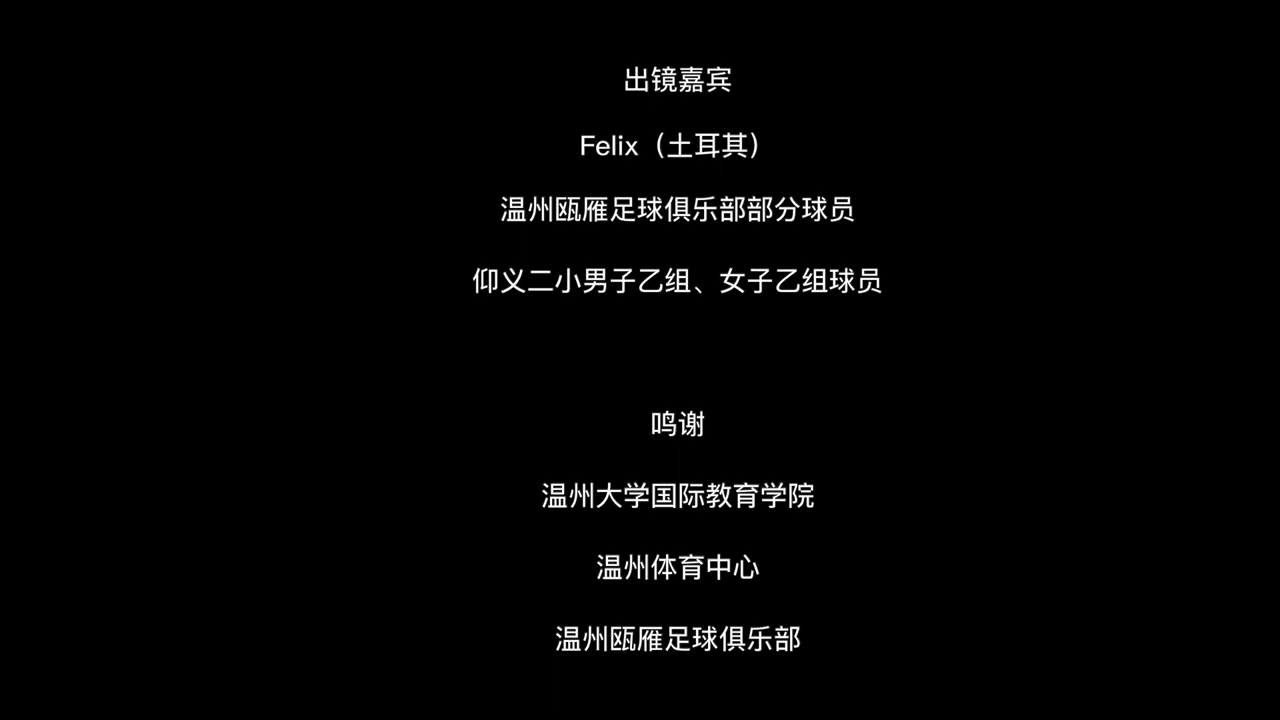 出镜嘉宾
Felix（土耳其）
温州瓯雁足球俱乐部部分球员
仰义二小男子乙组、女子乙组球员
鸣谢
温州大学国际教育学院
温州体育中心
温州瓯雁足球俱乐部